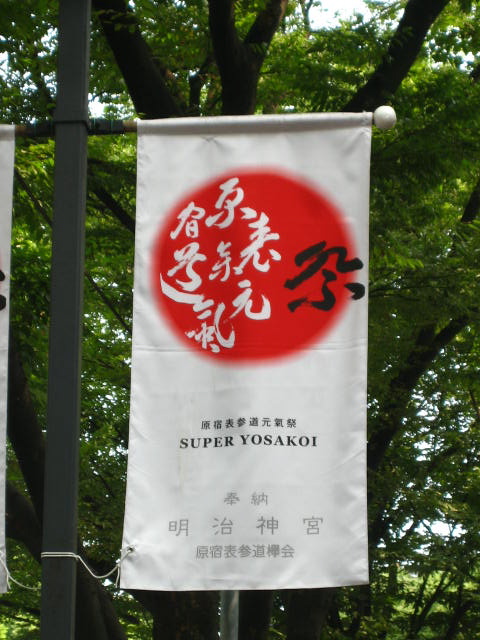 原宿
表参道
元氣
祭
原宿表参道元氣祭
SUPER YOSAKOI
奉納
明治神宮
原宿表参道欅会